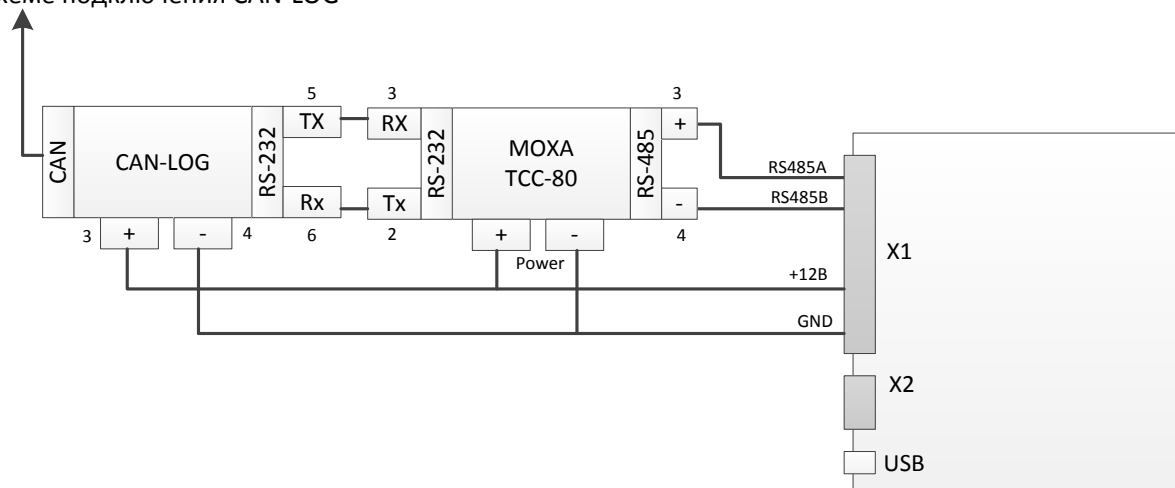 хеме подключения CAN-LOG
5 3 3
TX RX +
CAN CAN-LOG RS-232 RS-232 MOXA RS-485
TCC-80
RS485A
Rx Tx -
RS485B
3 + - 4 6 2 + - 4
Power
X1
+12В
GND
X2
USB